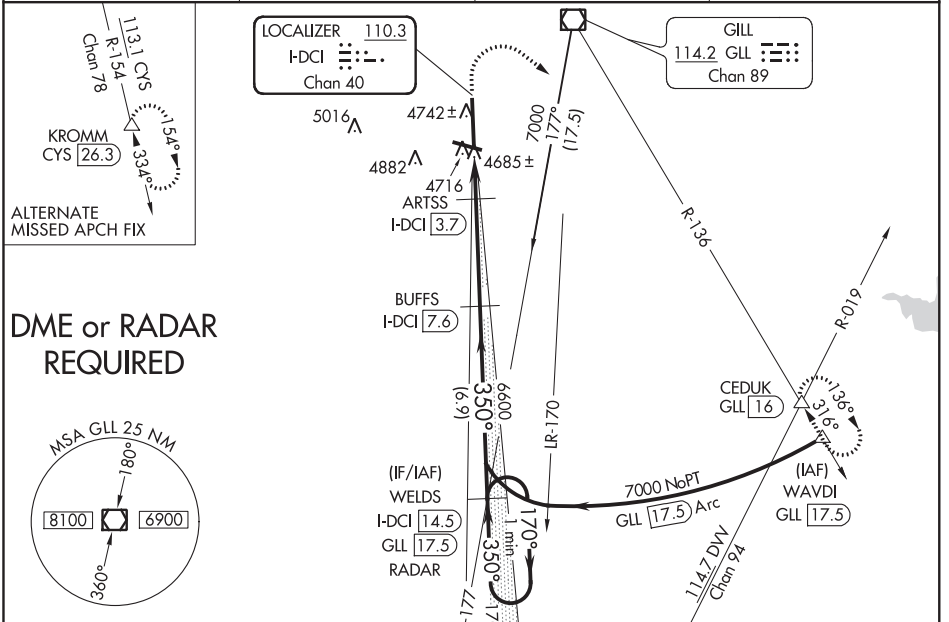 113.1 CYS
R-154
Chan 78
KROMM
CYS 26.3
154°
334°
ALTERNATE
MISSED APCH FIX
LOCALIZER 110.3
I-DCI
Chan 40
GILL
114.2 GLL
Chan 89
5016
4742±
4882
4716
4685±
7000
177°
(17.5)
ARTSS
I-DCI 3.7
R-136
BUFFS
I-DCI 7.6
R-019
DME or RADAR
REQUIRED
6600
350°
(6.9)
LR-170
CEDUK
GLL 16
136°
316°
MSA GLL 25 NM
180°
8100
6900
360°
(IF/IAF)
WELDS
I-DCI 14.5
GLL 17.5
RADAR
7000 NoPT
GLL 17.5 Arc
(IAF)
WAVDI
GLL 17.5
170°
1 min
350°
114.7 DVV
Chan 94
-177
17